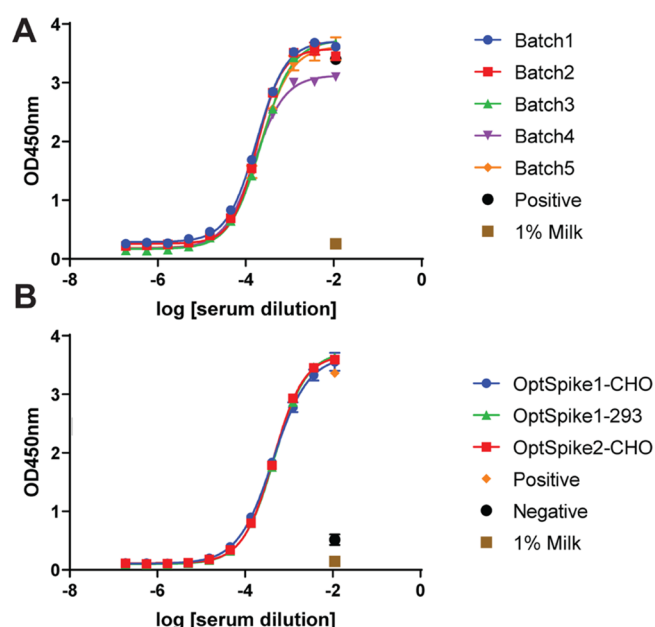 A
4
3
2
1
0
OD450nm
-8
-6
-4
-2
0
log [serum dilution]
Batch1
Batch2
Batch3
Batch4
Batch5
Positive
1% Milk
B
4
3
2
1
0
OD450nm
-8
-6
-4
-2
0
log [serum dilution]
OptSpike1-CHO
OptSpike1-293
OptSpike2-CHO
Positive
Negative
1% Milk